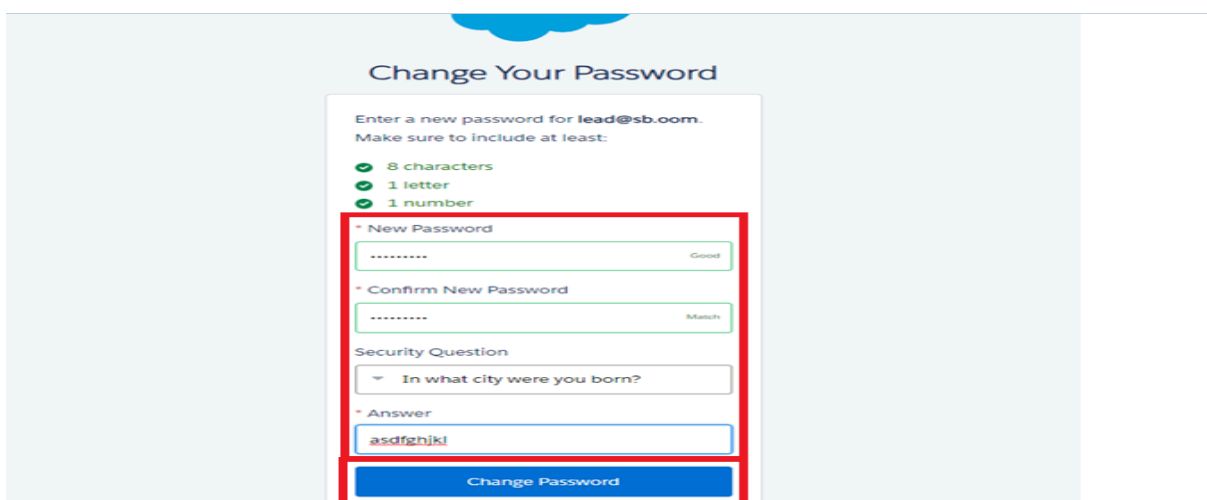 Change Your Password
Enter a new password for lead@sb.oom.
Make sure to include at least:
8 characters
1 letter
1 number
* New Password
••••••••• Good
* Confirm New Password
••••••••• Match
Security Question
In what city were you born?
* Answer
asdfghjkl
Change Password